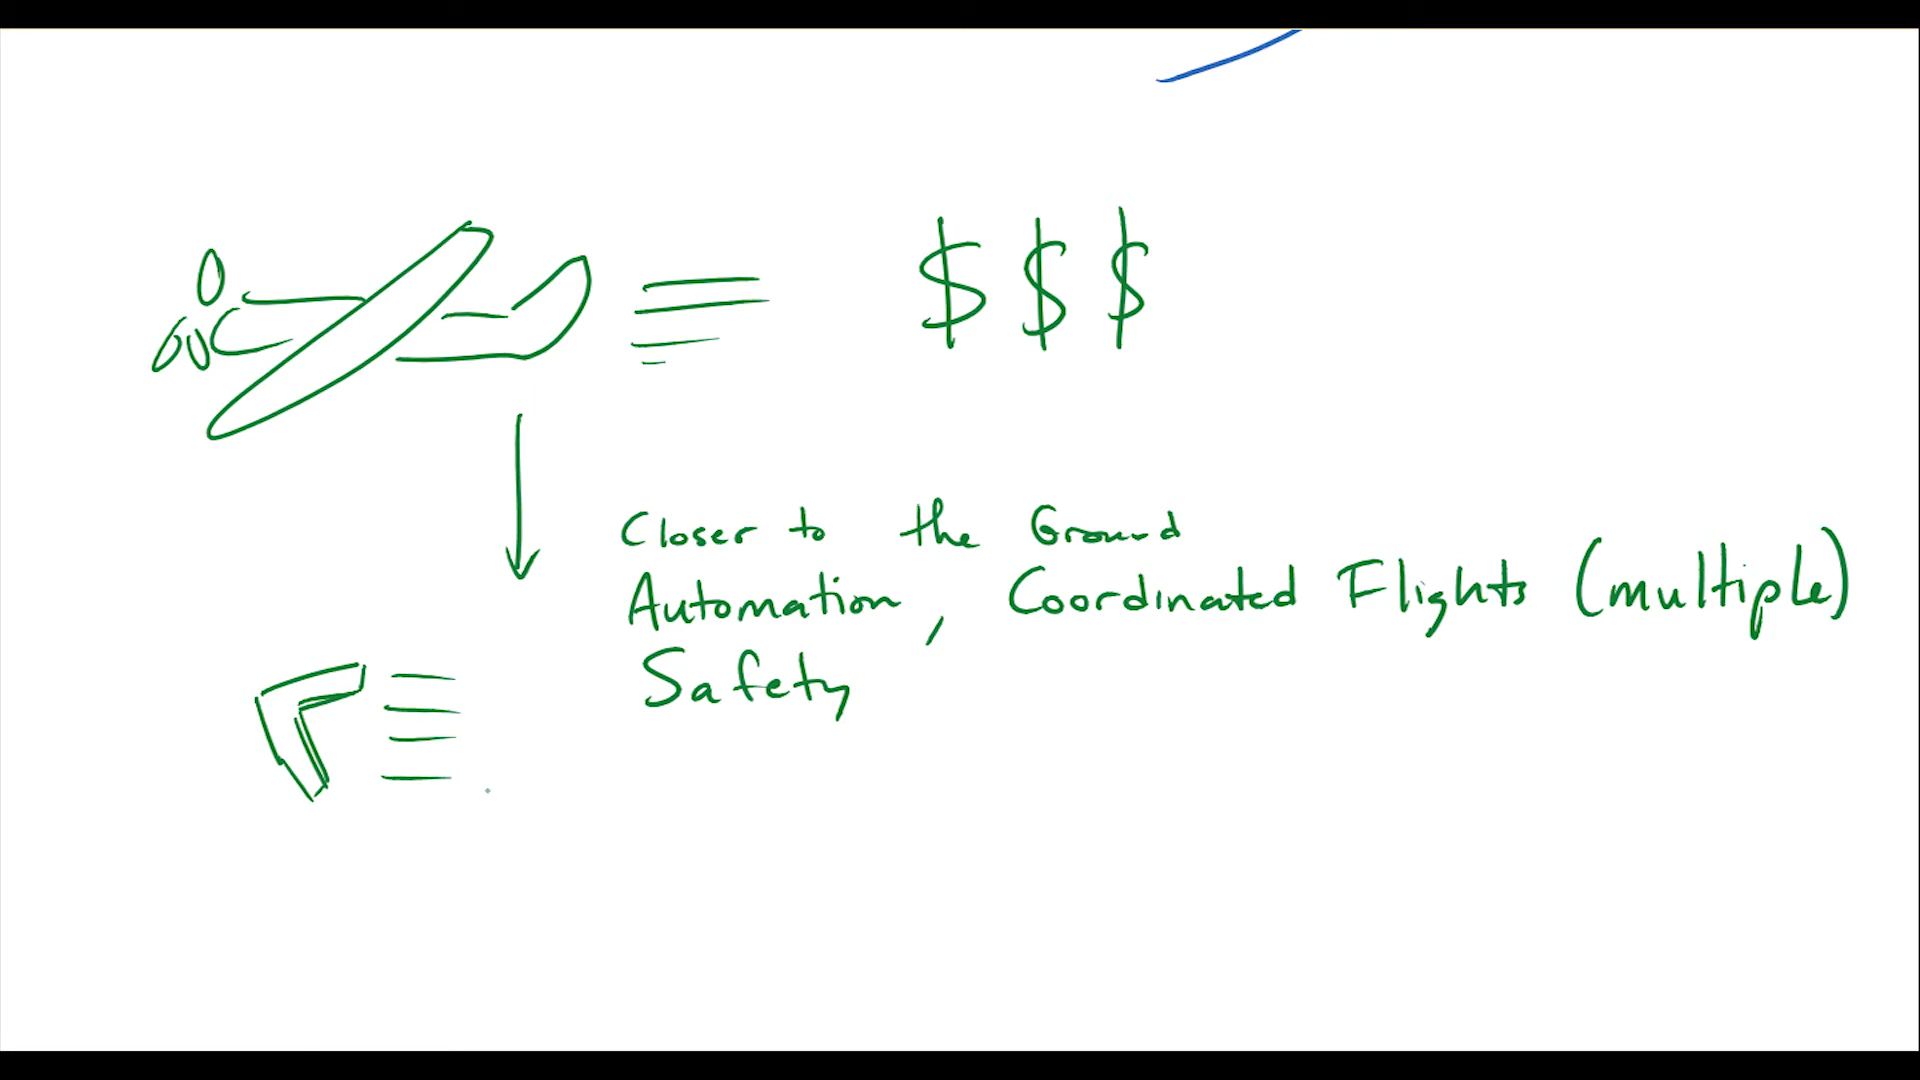 $ $ $
Closer to the Ground
Automation, Coordinated Flights (multiple)
Safety